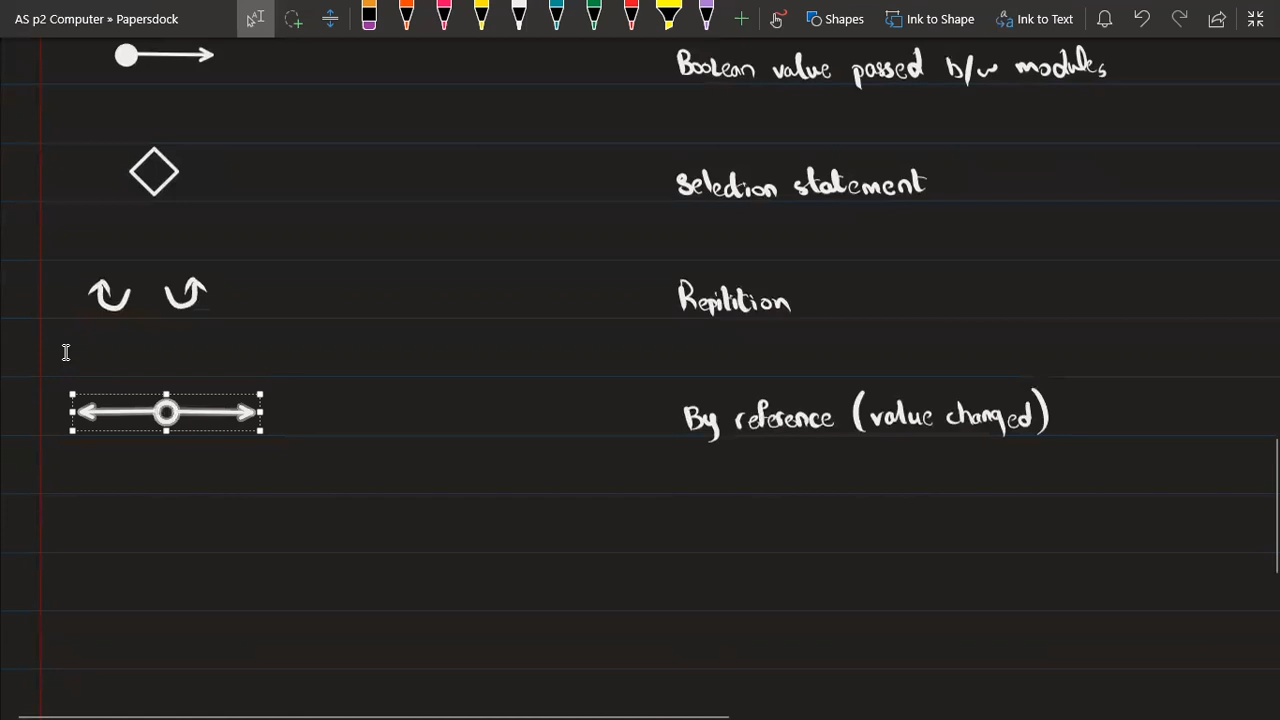 AS p2 Computer » Papersdock
Shapes
Ink to Shape
Ink to Text
Boolean value passed b/w modules
Selection statement
Repitition
By reference (value changed)